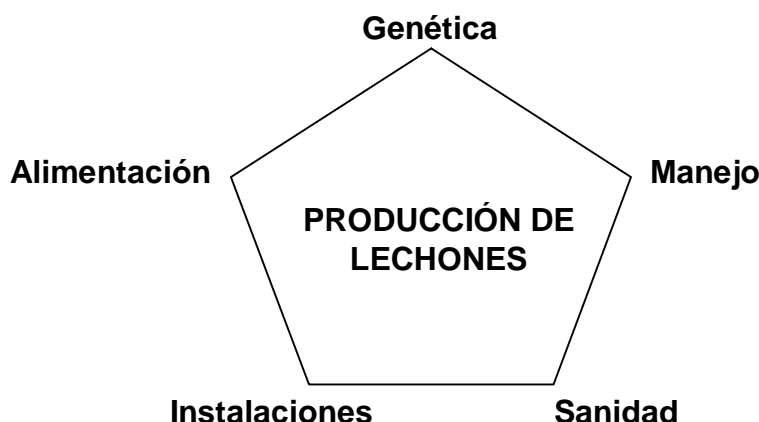 Genética
Alimentación
Manejo
PRODUCCIÓN DE
LECHONES
Instalaciones
Sanidad